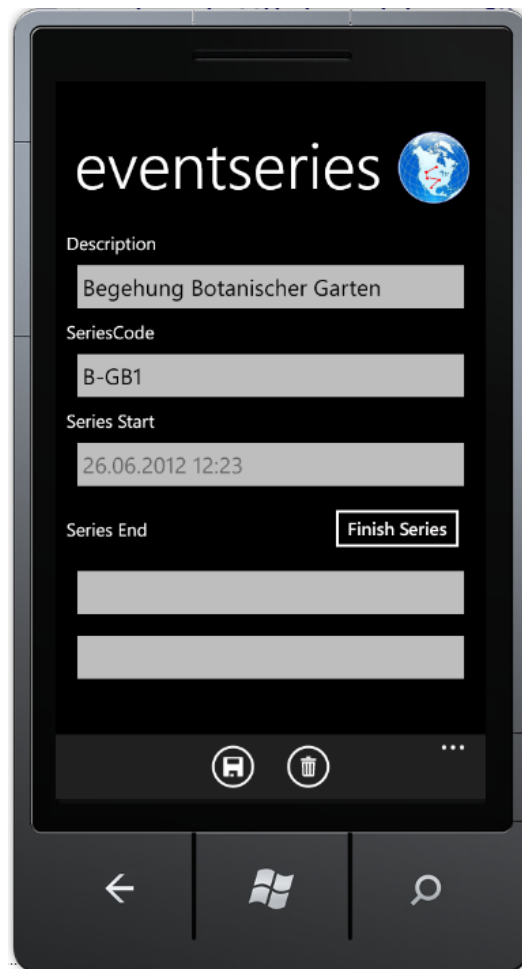 eventseries
Description
Begehung Botanischer Garten
SeriesCode
B-GB1
Series Start
26.06.2012 12:23
Series End
Finish Series